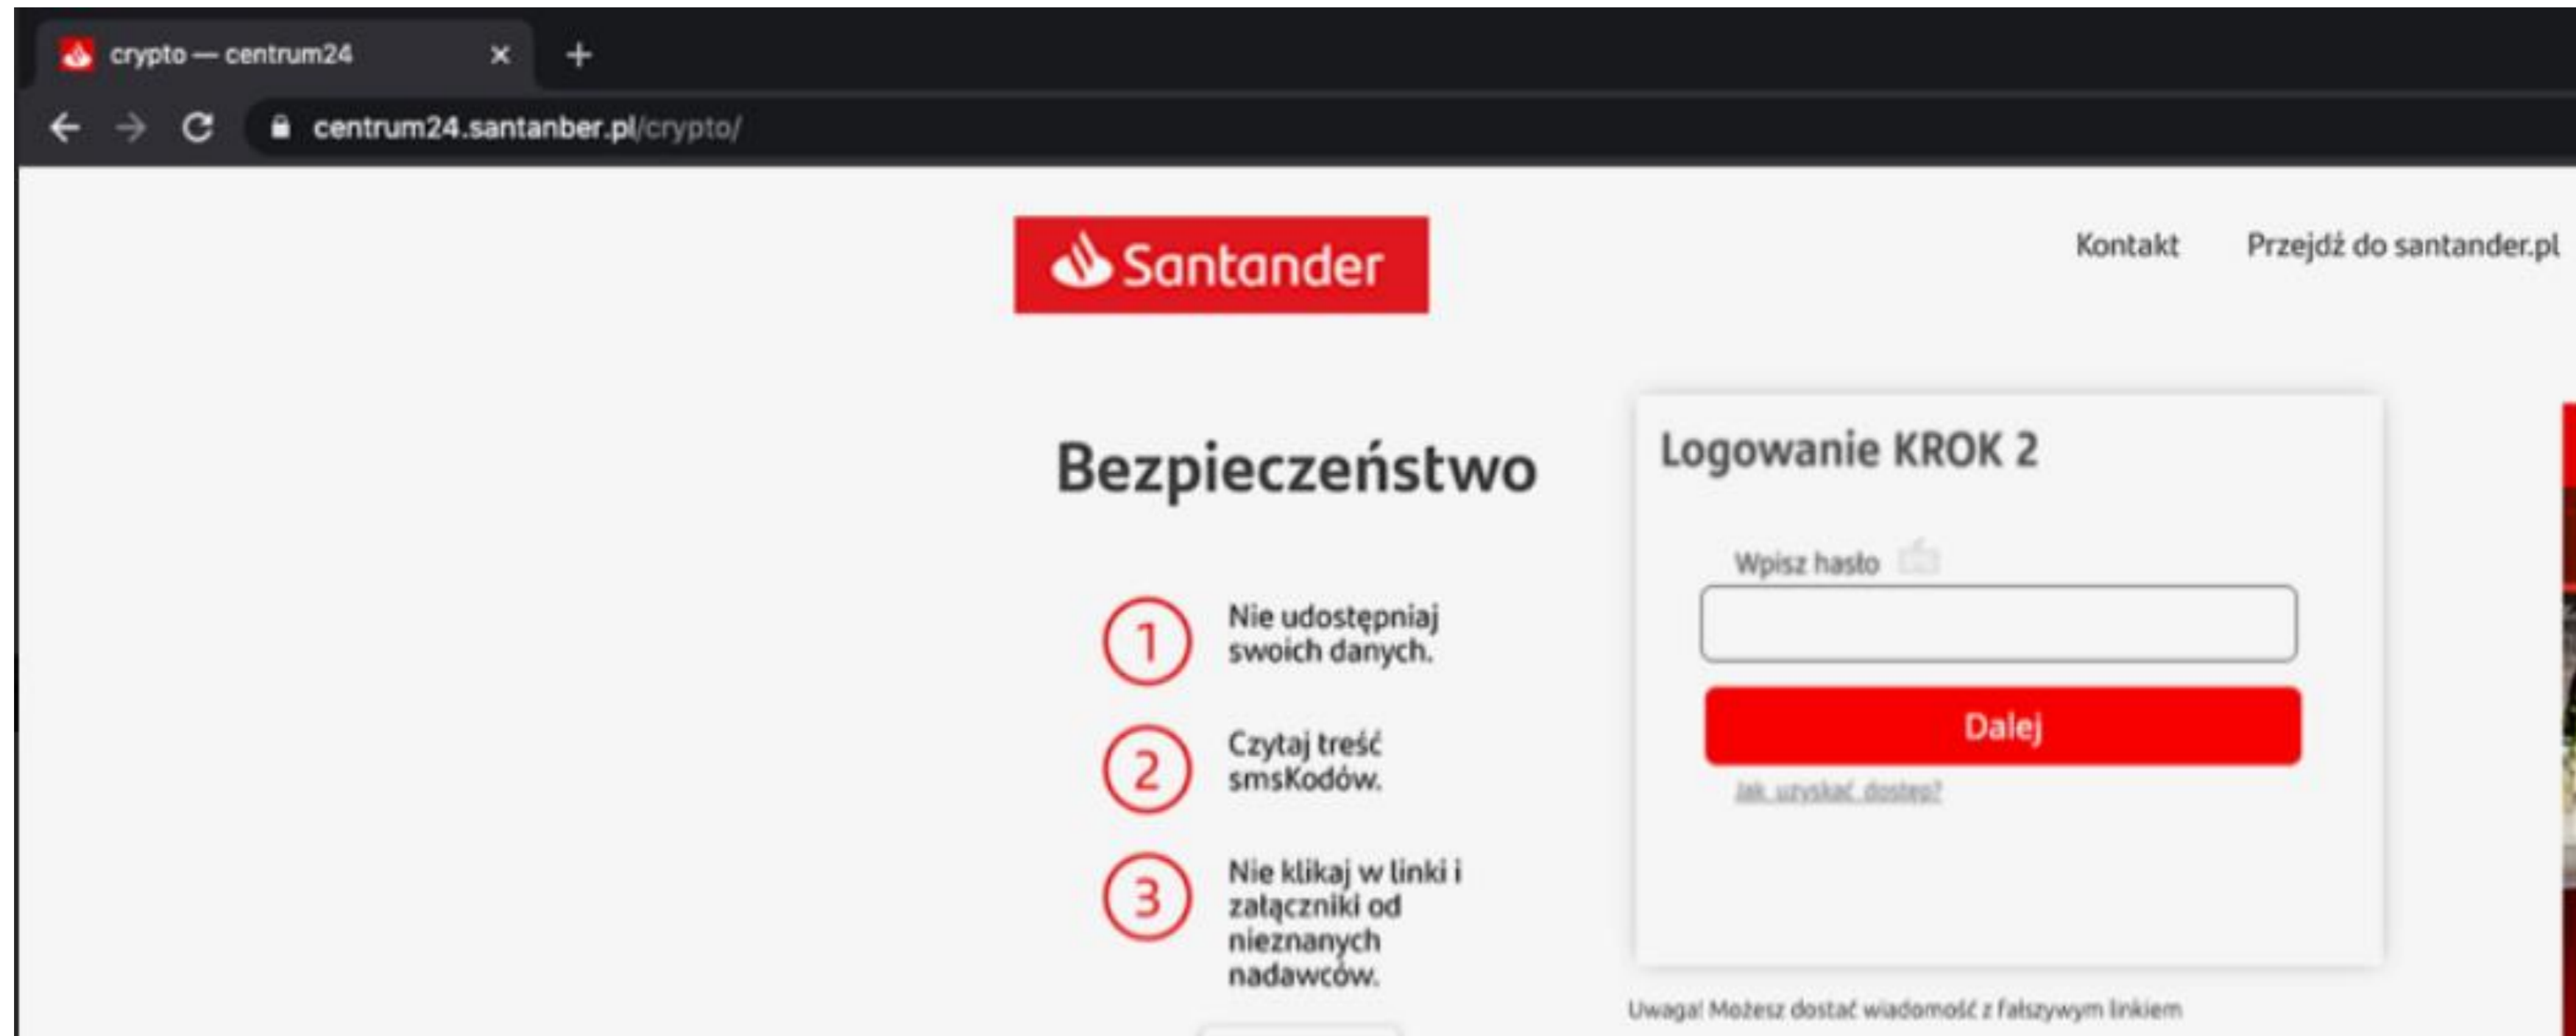 crypto — centrum24
centrum24.santanber.pl/crypto/
Santander
Kontakt
Przejdź do santander.pl
Bezpieczeństwo
1
Nie udostępniaj
swoich danych.
2
Czytaj treść
smsKodów.
3
Nie klikaj w linki i
załączniki od
nieznanych
nadawców.
Logowanie KROK 2
Wpisz hasło
Dalej
Jak uzyskać dostęp?
Uwaga! Możesz dostać wiadomość z fałszywym linkiem